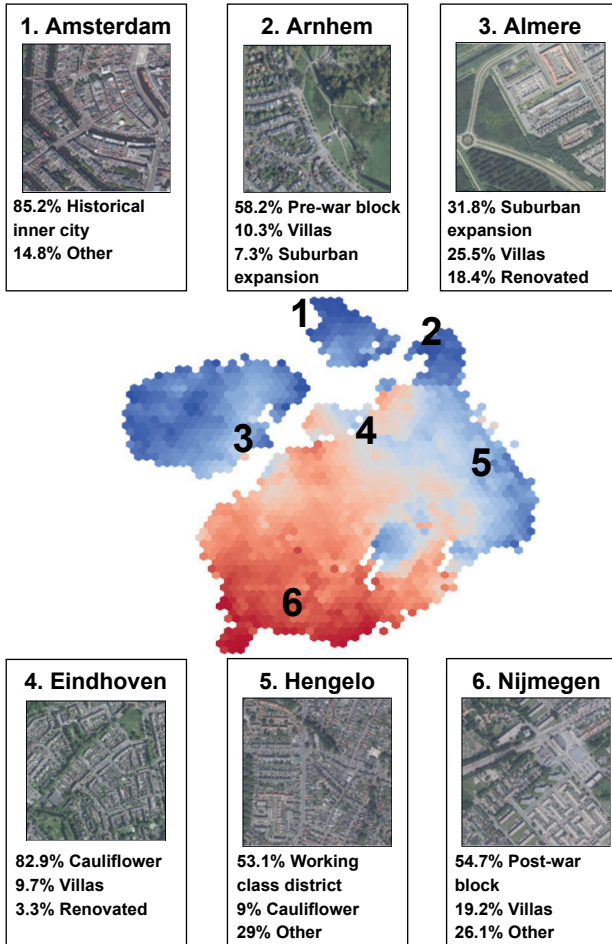 1. Amsterdam
85.2% Historical
inner city
14.8% Other
2. Arnhem
58.2% Pre-war block
10.3% Villas
7.3% Suburban
expansion
3. Almere
31.8% Suburban
expansion
25.5% Villas
18.4% Renovated
1
2
3
4
5
6
4. Eindhoven
82.9% Cauliflower
9.7% Villas
3.3% Renovated
5. Hengelo
53.1% Working
class district
9% Cauliflower
29% Other
6. Nijmegen
54.7% Post-war
block
19.2% Villas
26.1% Other